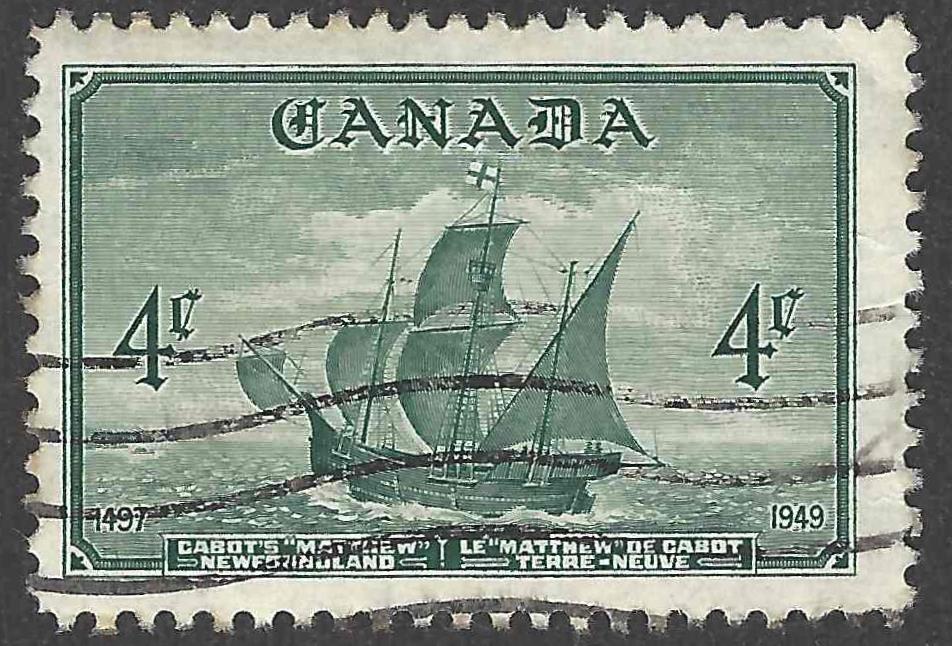 CANADA
4¢ 4¢
1497 1949
CABOT'S "MATTHEW" LE "MATTHEW" DE CABOT
NEWFOUNDLAND TERRE-NEUVE